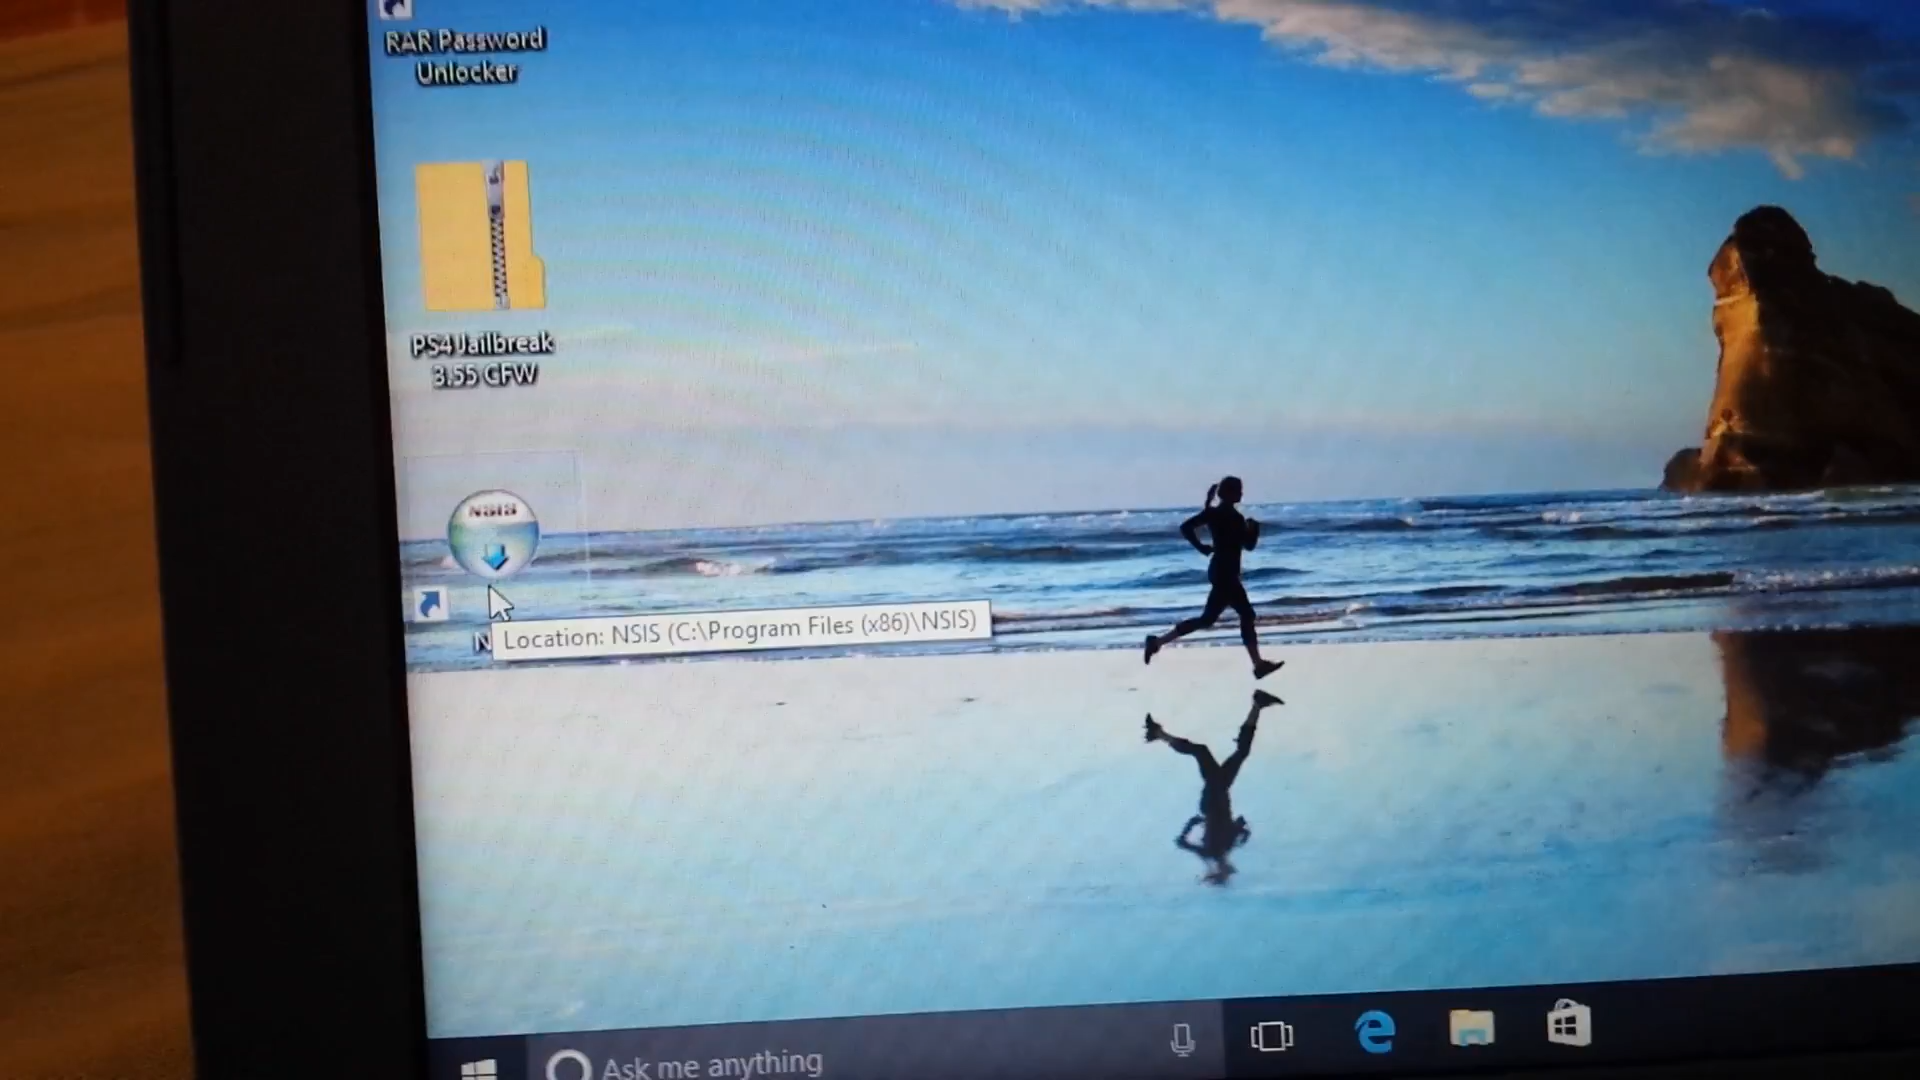 RAR Password
Unlocker
PS4 Jailbreak
3.55 CFW
NSIS
N
Location: NSIS (C:\Program Files (x86)\NSIS)
Ask me anything